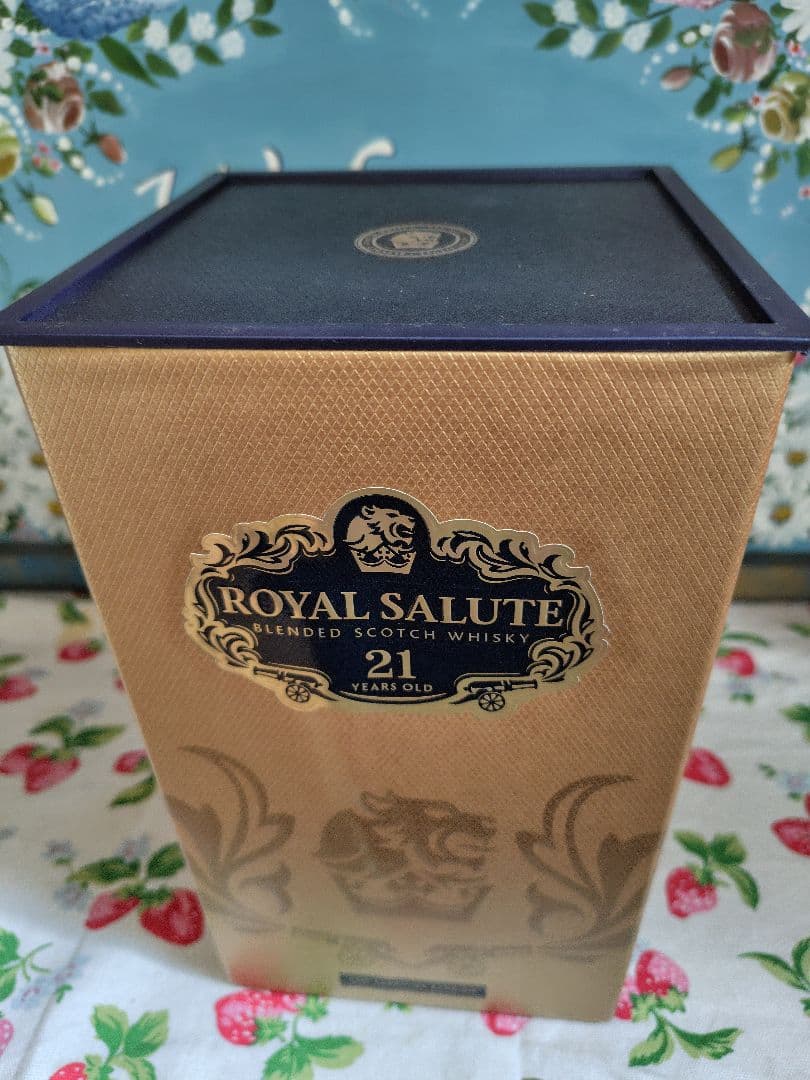 ROYAL SALUTE
BLENDED SCOTCH WHISKY
21
YEARS OLD